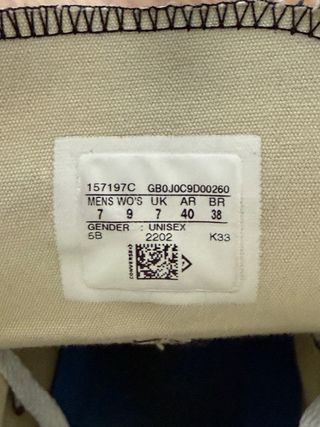 157197C GB0J0C9D00260
MENS WO'S UK AR BR
7 9 7 40 38
GENDER : UNISEX
5B 2202 K33